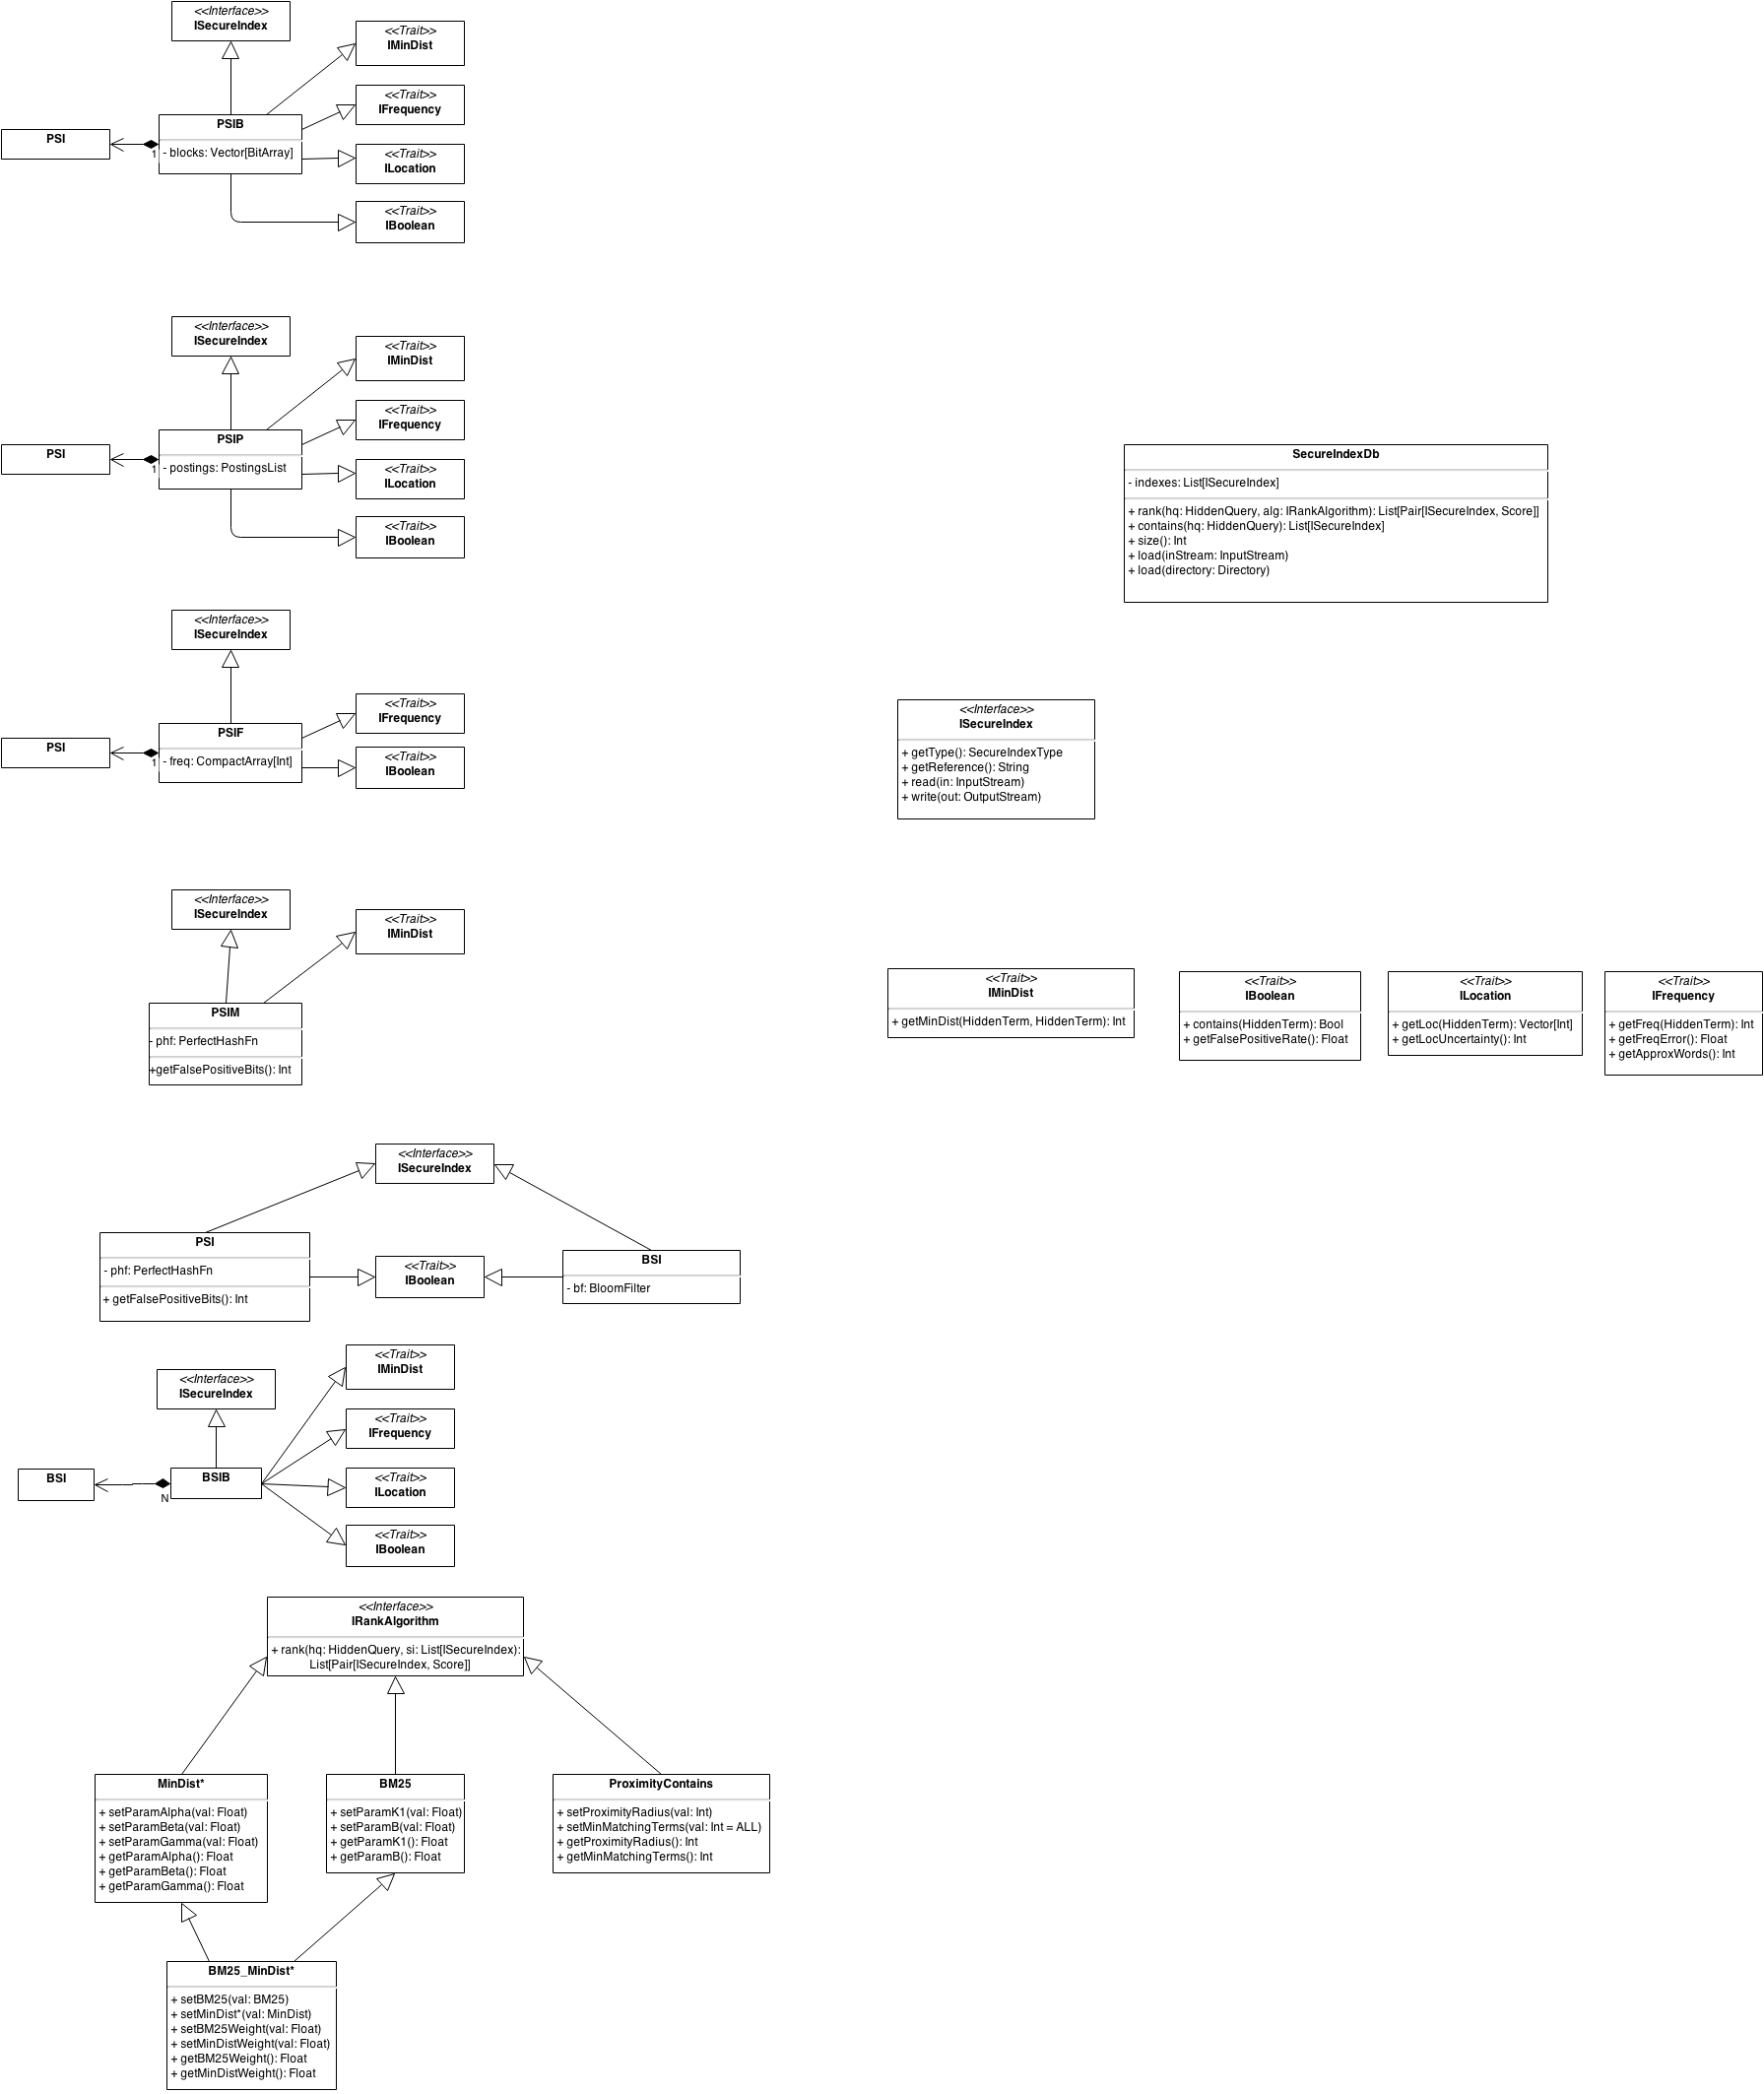 <<Interface>>
ISecureIndex
<<Trait>>
IMinDist
<<Trait>>
IFrequency
PSI
1
PSIB
- blocks: Vector[BitArray]
<<Trait>>
ILocation
<<Trait>>
IBoolean
<<Interface>>
ISecureIndex
<<Trait>>
IMinDist
<<Trait>>
IFrequency
PSI
1
PSIP
- postings: PostingsList
<<Trait>>
ILocation
<<Trait>>
IBoolean
SecureIndexDb
- indexes: List[ISecureIndex]
+ rank(hq: HiddenQuery, alg: IRankAlgorithm): List[Pair[ISecureIndex, Score]]
+ contains(hq: HiddenQuery): List[ISecureIndex]
+ size(): Int
+ load(inStream: InputStream)
+ load(directory: Directory)
<<Interface>>
ISecureIndex
<<Trait>>
IFrequency
PSI
1
PSIF
- freq: CompactArray[Int]
<<Trait>>
IBoolean
<<Interface>>
ISecureIndex
+ getType(): SecureIndexType
+ getReference(): String
+ read(in: InputStream)
+ write(out: OutputStream)
<<Interface>>
ISecureIndex
<<Trait>>
IMinDist
PSIM
- phf: PerfectHashFn
+getFalsePositiveBits(): Int
<<Trait>>
IMinDist
+ getMinDist(HiddenTerm, HiddenTerm): Int
<<Trait>>
IBoolean
+ contains(HiddenTerm): Bool
+ getFalsePositiveRate(): Float
<<Trait>>
ILocation
+ getLoc(HiddenTerm): Vector[Int]
+ getLocUncertainty(): Int
<<Trait>>
IFrequency
+ getFreq(HiddenTerm): Int
+ getFreqError(): Float
+ getApproxWords(): Int
<<Interface>>
ISecureIndex
PSI
- phf: PerfectHashFn
+ getFalsePositiveBits(): Int
<<Trait>>
IBoolean
BSI
- bf: BloomFilter
<<Trait>>
IMinDist
<<Interface>>
ISecureIndex
<<Trait>>
IFrequency
BSI
N
BSIB
<<Trait>>
ILocation
<<Trait>>
IBoolean
<<Interface>>
IRankAlgorithm
+ rank(hq: HiddenQuery, si: List[ISecureIndex):
List[Pair[ISecureIndex, Score]]
MinDist*
+ setParamAlpha(val: Float)
+ setParamBeta(val: Float)
+ setParamGamma(val: Float)
+ getParamAlpha(): Float
+ getParamBeta(): Float
+ getParamGamma(): Float
BM25
+ setParamK1(val: Float)
+ setParamB(val: Float)
+ getParamK1(): Float
+ getParamB(): Float
ProximityContains
+ setProximityRadius(val: Int)
+ setMinMatchingTerms(val: Int = ALL)
+ getProximityRadius(): Int
+ getMinMatchingTerms(): Int
BM25_MinDist*
+ setBM25(val: BM25)
+ setMinDist*(val: MinDist)
+ setBM25Weight(val: Float)
+ setMinDistWeight(val: Float)
+ getBM25Weight(): Float
+ getMinDistWeight(): Float